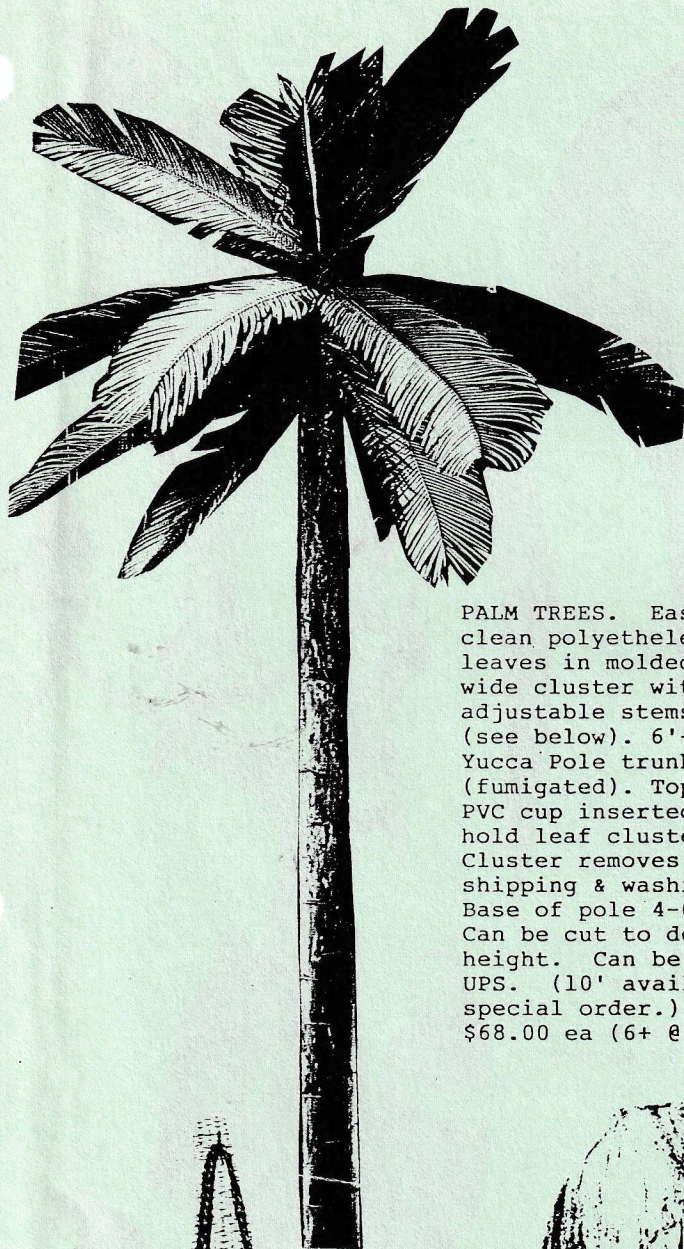 PALM TREES. Eas
clean polyethele
leaves in molded
wide cluster wit
adjustable stems
(see below). 6'-
Yucca Pole trunk
(fumigated). Top
PVC cup inserted
hold leaf cluste
Cluster removes
shipping & washi
Base of pole 4-6
Can be cut to de
height. Can be
UPS. (10' avail
special order.)
$68.00 ea (6+ @